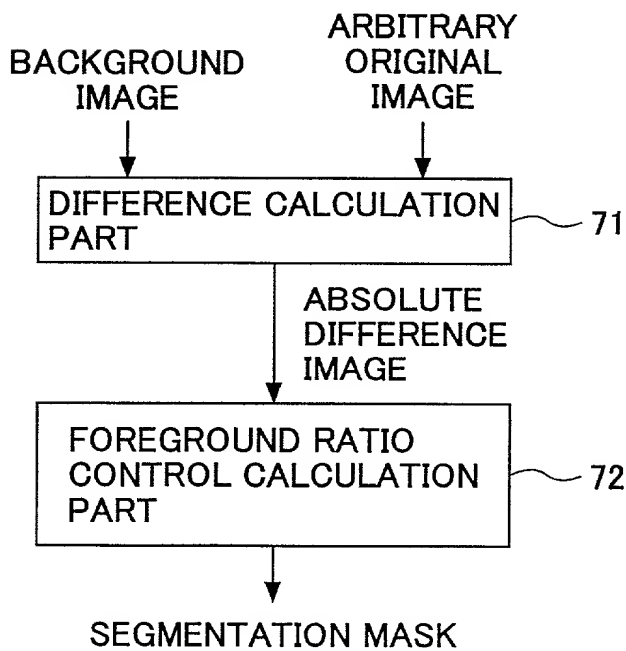 BACKGROUND
IMAGE
ARBITRARY
ORIGINAL
IMAGE
DIFFERENCE CALCULATION
PART
71
ABSOLUTE
DIFFERENCE
IMAGE
FOREGROUND RATIO
CONTROL CALCULATION
PART
72
SEGMENTATION MASK